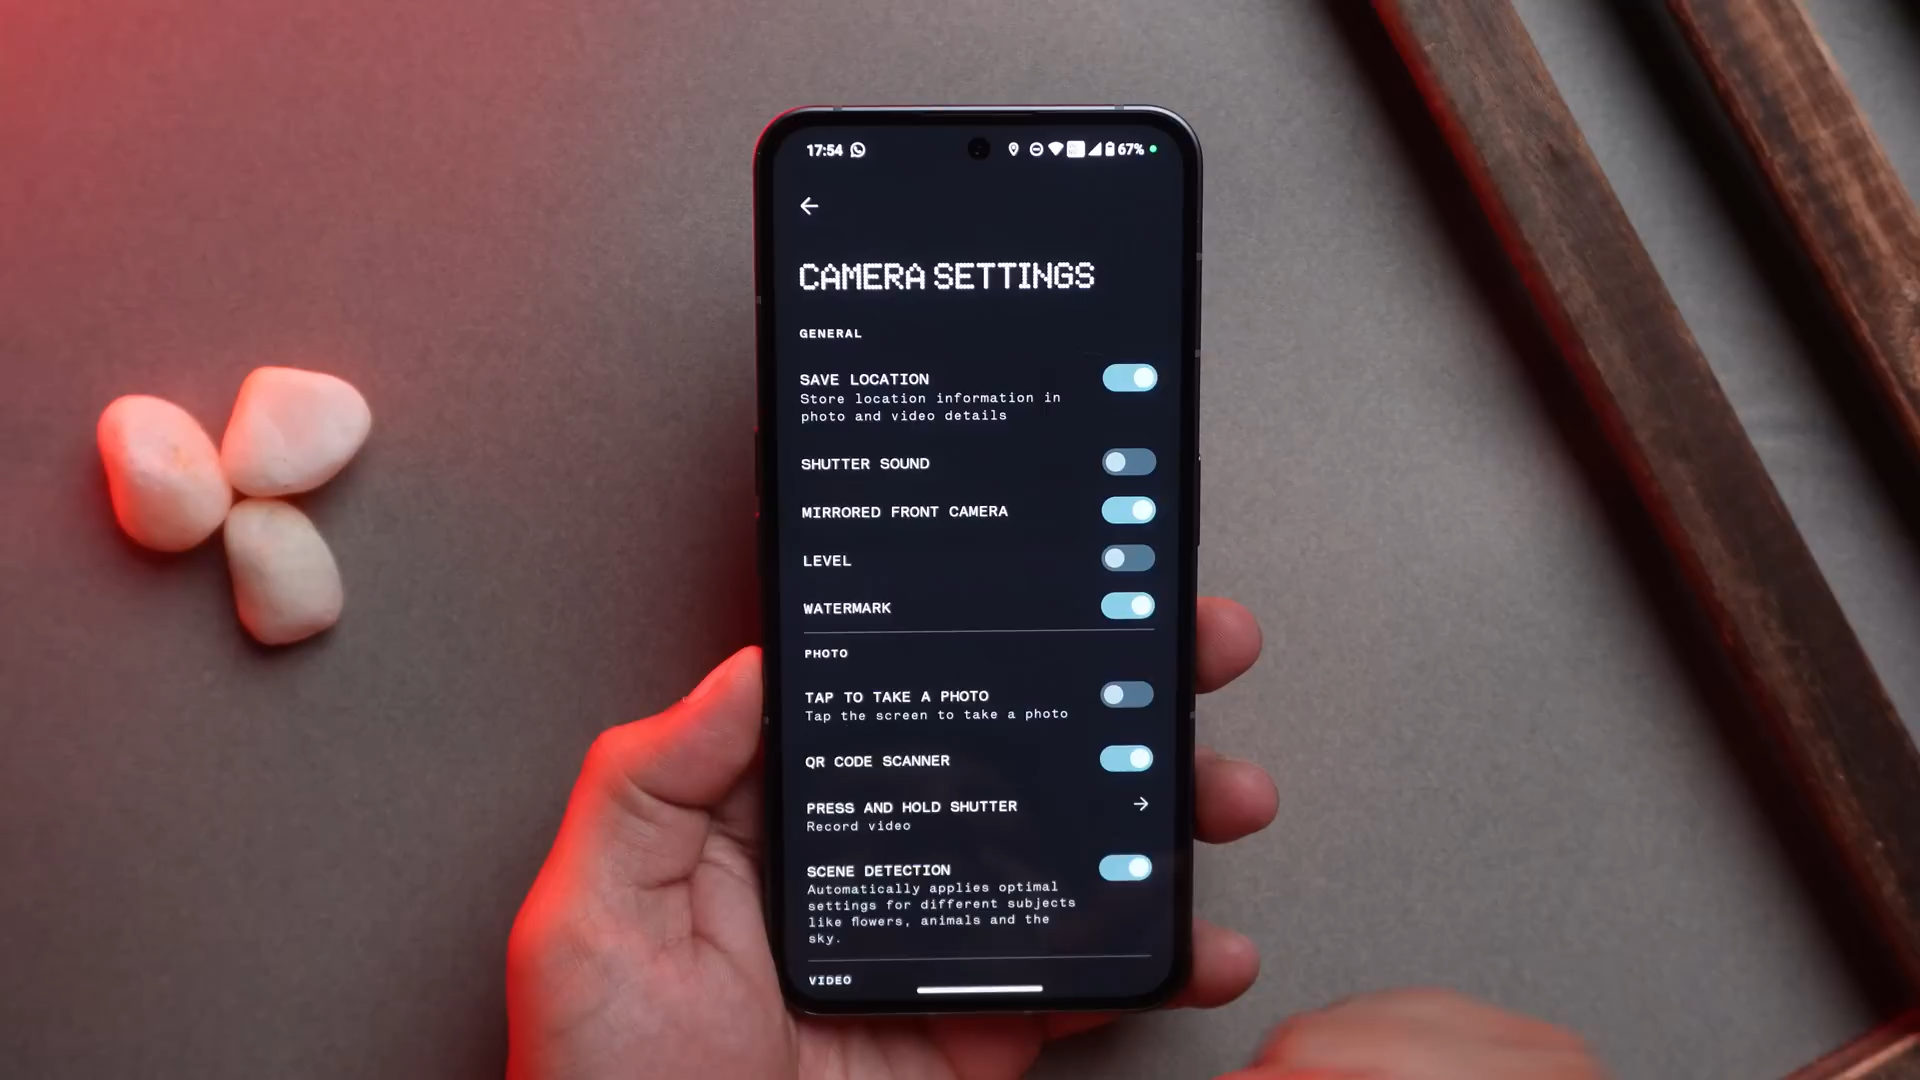 17:54 67%
CAMERA SETTINGS
GENERAL
SAVE LOCATION
Store location information in
photo and video details
SHUTTER SOUND
MIRRORED FRONT CAMERA
LEVEL
WATERMARK
PHOTO
TAP TO TAKE A PHOTO
Tap the screen to take a photo
QR CODE SCANNER
PRESS AND HOLD SHUTTER
Record video
SCENE DETECTION
Automatically applies optimal
settings for different subjects
like flowers, animals and the
sky.
VIDEO